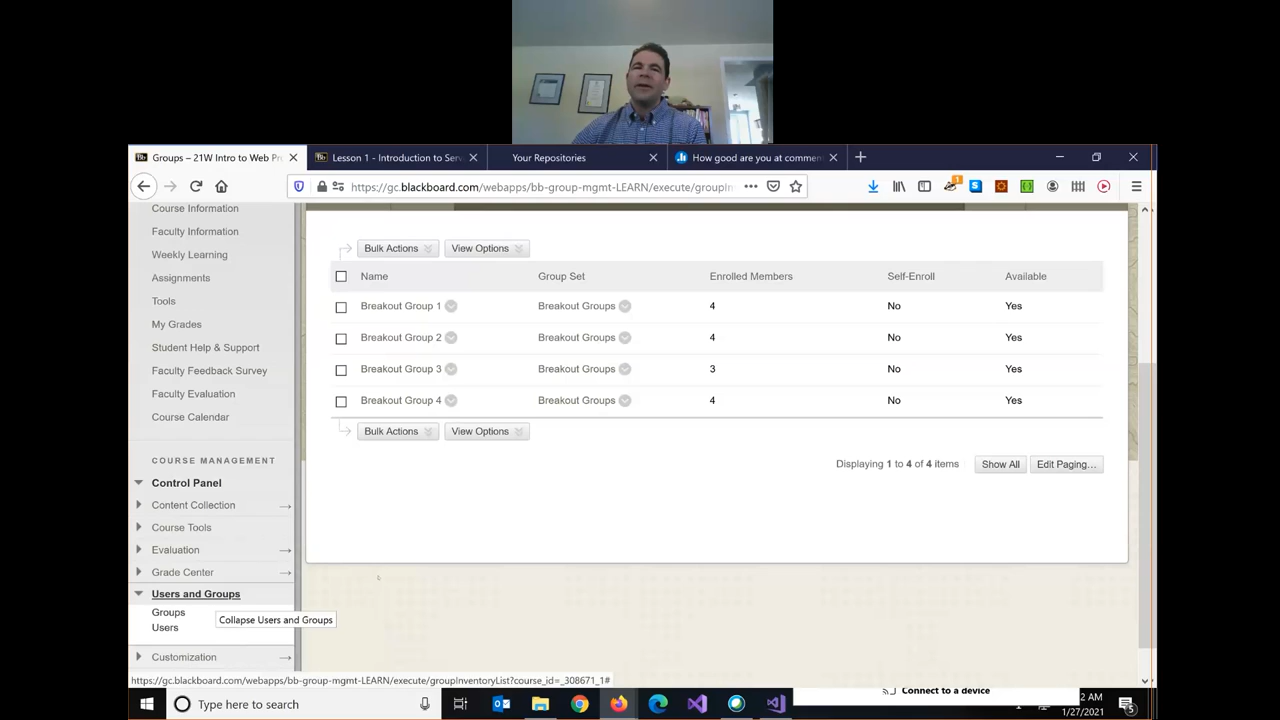 Groups – 21W Intro to Web Pr
Lesson 1 - Introduction to Serv
Your Repositories
How good are you at comment
https://gc.blackboard.com/webapps/bb-group-mgmt-LEARN/execute/groupIn
1
Course Information
Faculty Information
Weekly Learning
Assignments
Tools
My Grades
Student Help & Support
Faculty Feedback Survey
Faculty Evaluation
Course Calendar
COURSE MANAGEMENT
Control Panel
Content Collection
Course Tools
Evaluation
Grade Center
Users and Groups
Groups
Users
Collapse Users and Groups
Customization
Bulk Actions View Options
Name Group Set Enrolled Members Self-Enroll Available
Breakout Group 1 Breakout Groups 4 No Yes
Breakout Group 2 Breakout Groups 4 No Yes
Breakout Group 3 Breakout Groups 3 No Yes
Breakout Group 4 Breakout Groups 4 No Yes
Bulk Actions View Options
Displaying 1 to 4 of 4 items Show All Edit Paging...
https://gc.blackboard.com/webapps/bb-group-mgmt-LEARN/execute/groupInventoryList?course_id=_308671_1#
Type here to search
Connect to a device
2 AM
1/27/2021
5